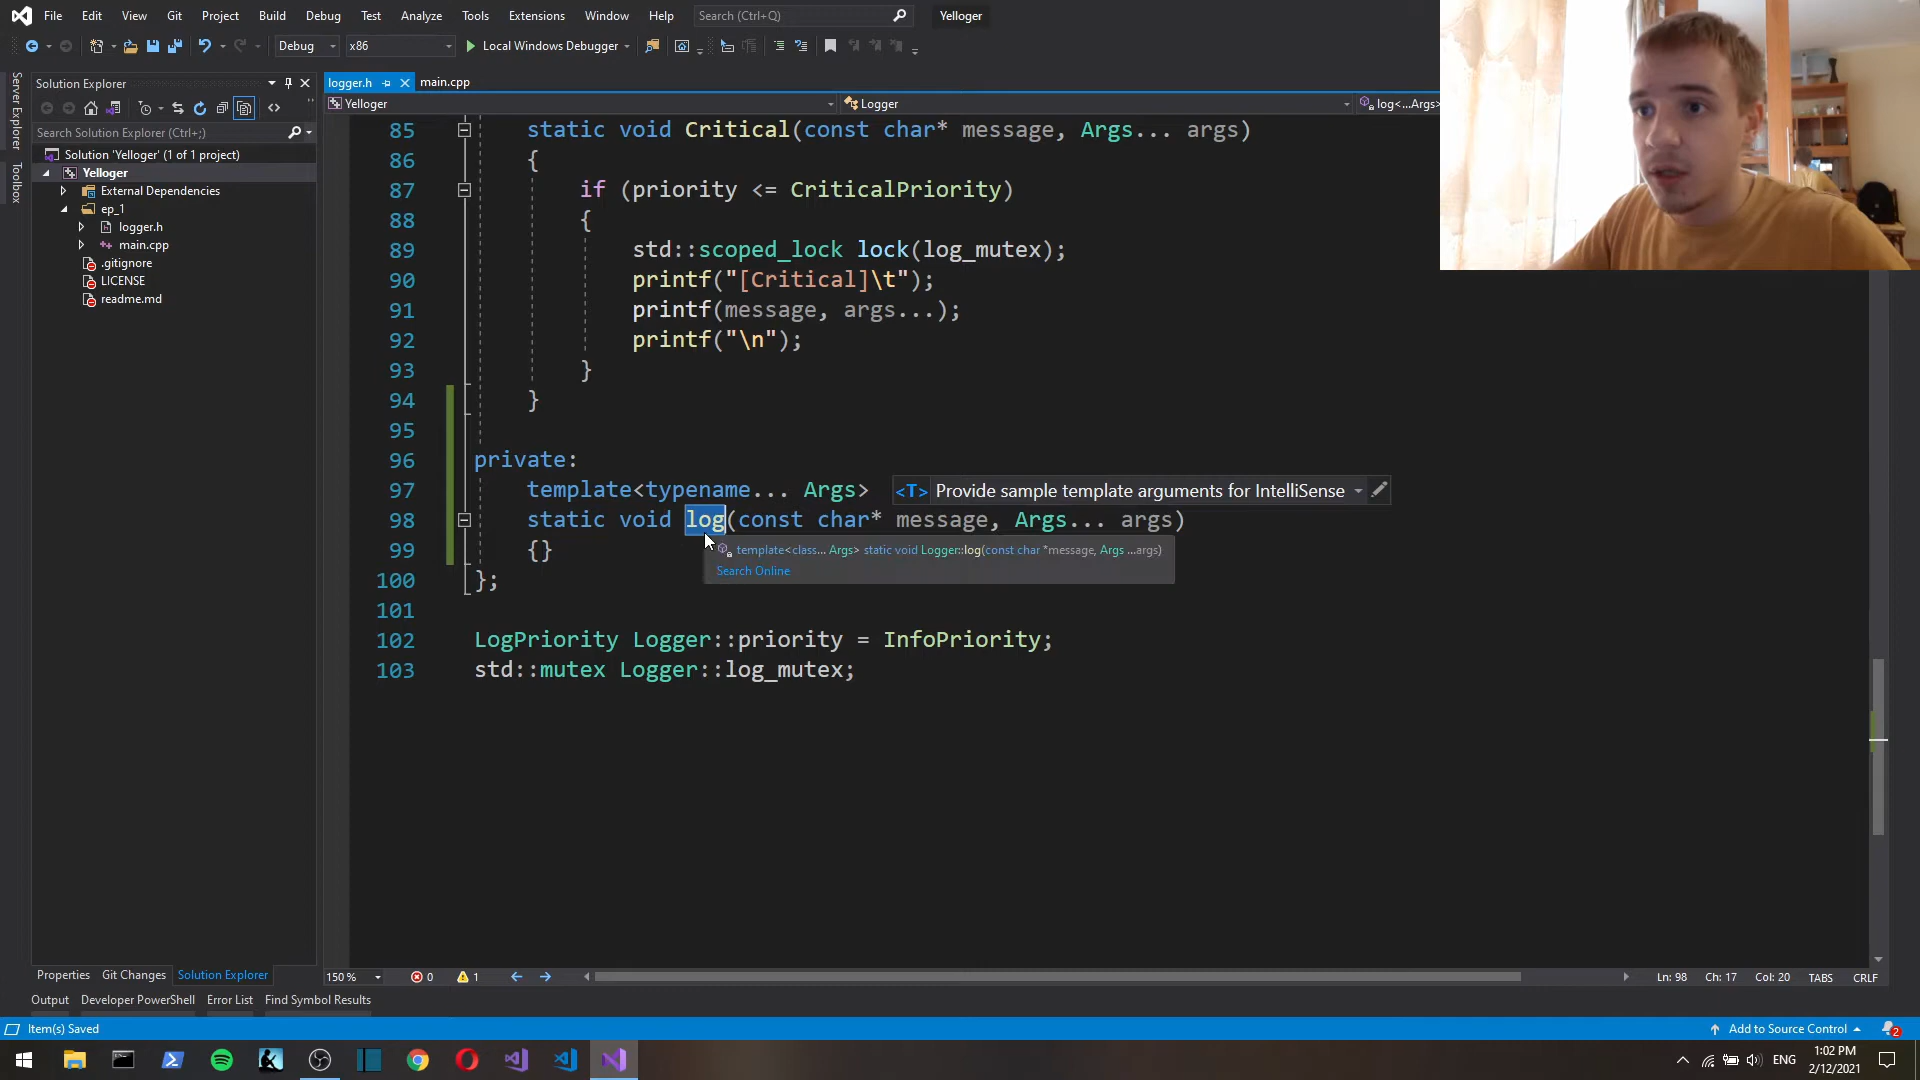 File Edit View Git Project Build Debug Test Analyze Tools Extensions Window Help Search (Ctrl+Q) Yelloger
Debug x86 Local Windows Debugger
Server Explorer
Toolbox
Solution Explorer
Search Solution Explorer (Ctrl+;)
Solution 'Yelloger' (1 of 1 project)
Yelloger
External Dependencies
ep_1
logger.h
main.cpp
.gitignore
LICENSE
readme.md
Properties Git Changes Solution Explorer
logger.h main.cpp
Yelloger Logger log<...Args>
85 static void Critical(const char* message, Args... args)
86 {
87 if (priority <= CriticalPriority)
88 {
89 std::scoped_lock lock(log_mutex);
90 printf("[Critical]\t");
91 printf(message, args...);
92 printf("\n");
93 }
94 }
95
96 private:
97 template<typename... Args> <T> Provide sample template arguments for IntelliSense
98 static void log(const char* message, Args... args)
99 {}
template<class... Args> static void Logger::log(const char *message, Args ...args)
Search Online
100 };
101
102 LogPriority Logger::priority = InfoPriority;
103 std::mutex Logger::log_mutex;
150 % 0 1 Ln: 98 Ch: 17 Col: 20 TABS CRLF
Output Developer PowerShell Error List Find Symbol Results
Item(s) Saved Add to Source Control 2
ENG 1:02 PM
2/12/2021